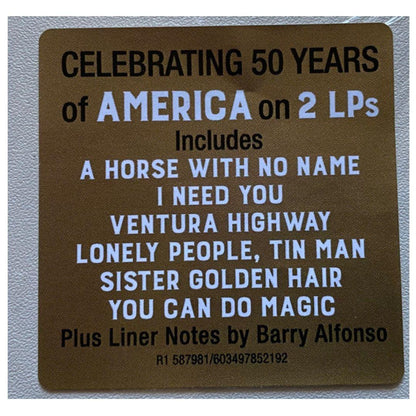 CELEBRATING 50 YEARS
of AMERICA on 2 LPs
Includes
A HORSE WITH NO NAME
I NEED YOU
VENTURA HIGHWAY
LONELY PEOPLE, TIN MAN
SISTER GOLDEN HAIR
YOU CAN DO MAGIC
Plus Liner Notes by Barry Alfonso
R1 587981/603497852192